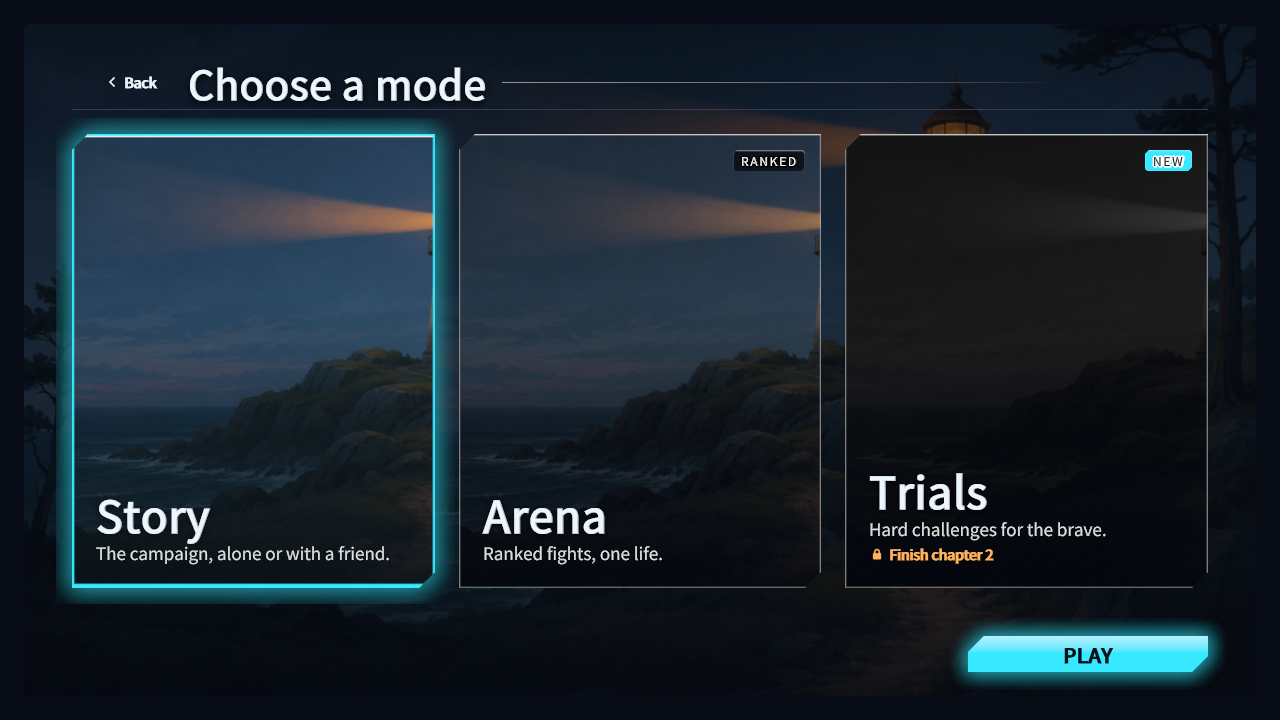 Back
Choose a mode
Story
The campaign, alone or with a friend.
RANKED
Arena
Ranked fights, one life.
NEW
Trials
Hard challenges for the brave.
Finish chapter 2
PLAY